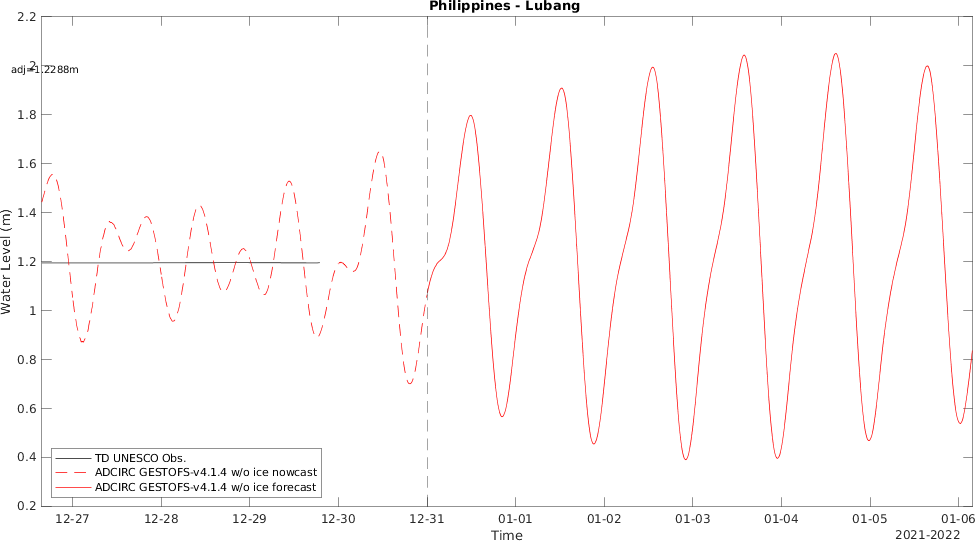 Philippines - Lubang
2.2
2
adj=1.2288m
1.8
1.6
1.4
1.2
1
0.8
0.6
0.4
0.2
Water Level (m)
TD UNESCO Obs.
ADCIRC GESTOFS-v4.1.4 w/o ice nowcast
ADCIRC GESTOFS-v4.1.4 w/o ice forecast
12-27 12-28 12-29 12-30 12-31 01-01 01-02 01-03 01-04 01-05 01-06
Time
2021-2022